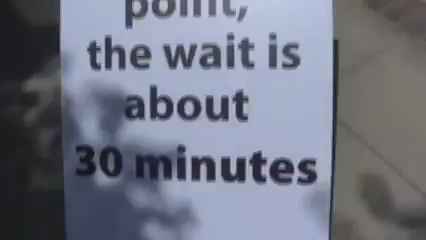 point,
the wait is
about
30 minutes